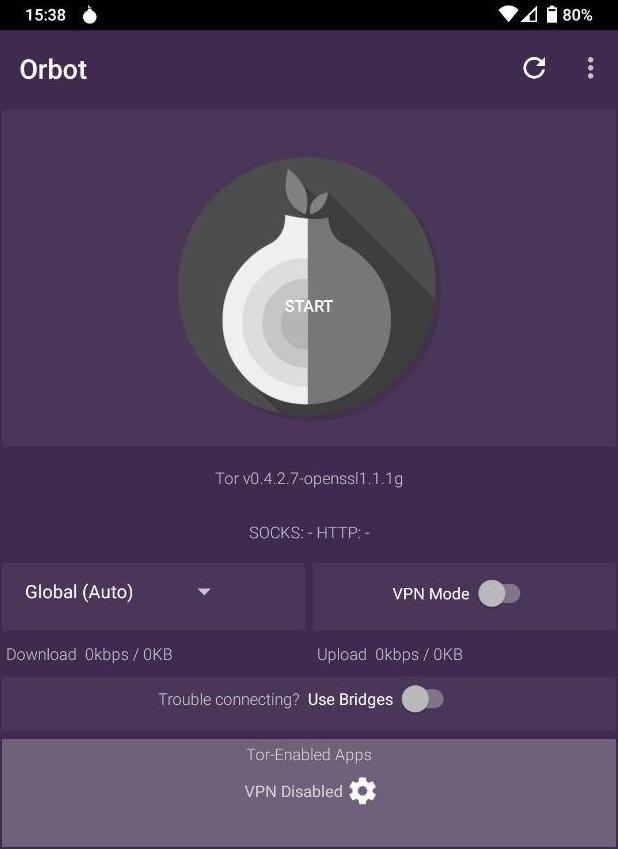 15:38 80%
Orbot
START
Tor v0.4.2.7-openssl1.1.1g
SOCKS: - HTTP: -
Global (Auto) VPN Mode
Download 0kbps / 0KB Upload 0kbps / 0KB
Trouble connecting? Use Bridges
Tor-Enabled Apps
VPN Disabled